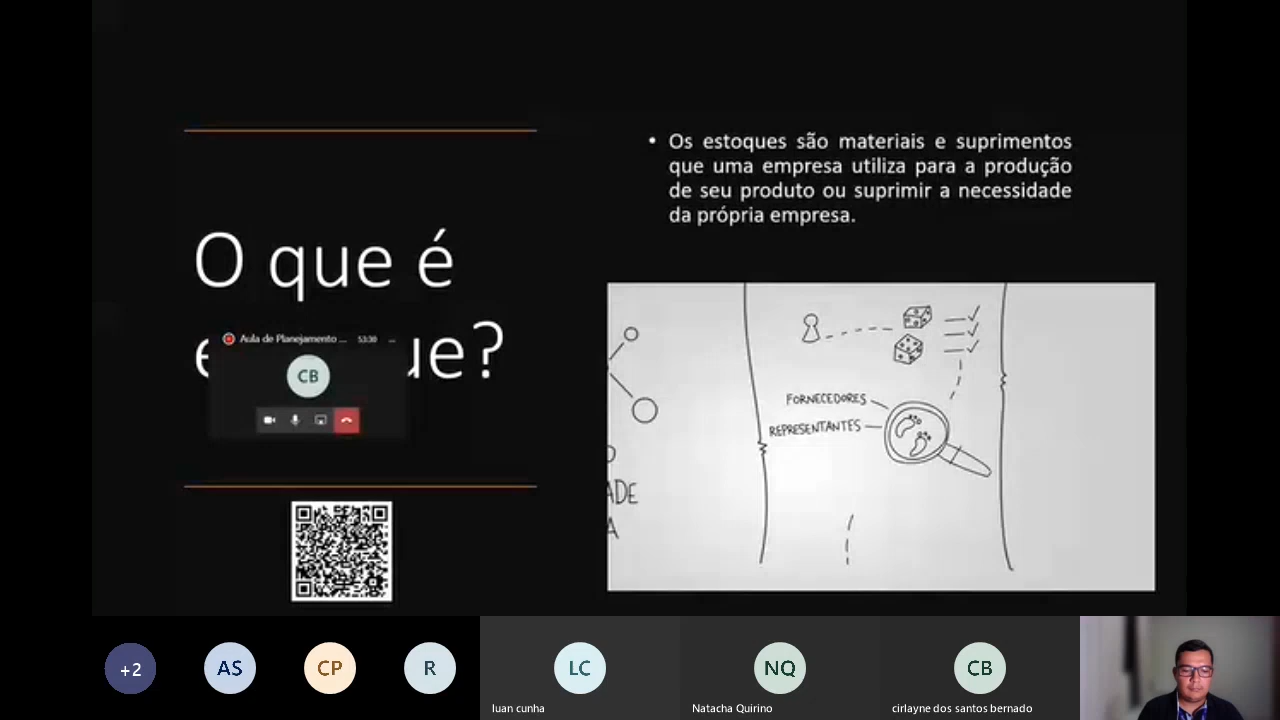 Os estoques são materiais e suprimentos
que uma empresa utiliza para a produção
de seu produto ou suprimir a necessidade
da própria empresa.
O que é
ue?
Aula de Planejamento ...
53:30
...
CB
FORNECEDORES
REPRESENTANTES
ADE
A
+2
AS
CP
R
LC
NQ
CB
luan cunha
Natacha Quirino
cirlayne dos santos bernado